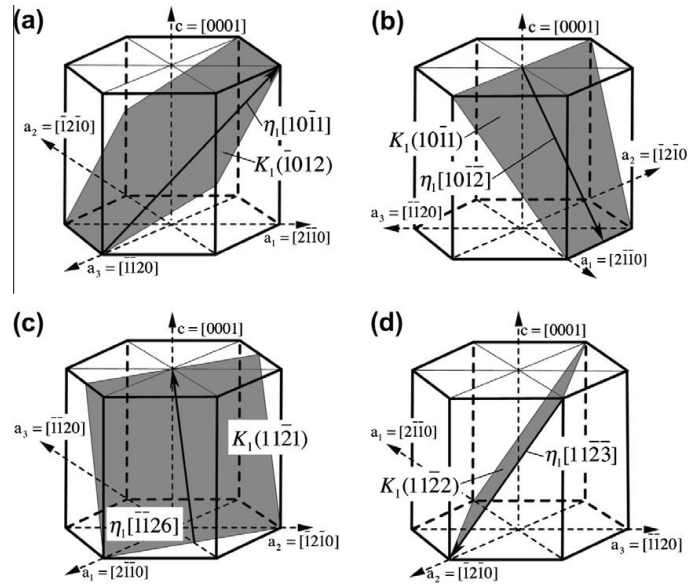 (a)
c = [0001]
a₂ = [1̄21̄0]
η₁[101̄1]
K₁(1̄012)
a₁ = [21̄1̄0]
a₃ = [1̄1̄20]
(b)
c = [0001]
K₁(101̄1)
a₂ = [1̄21̄0]
η₁[101̄2̄]
a₃ = [1̄1̄20]
a₁ = [21̄1̄0]
(c)
c = [0001]
a₃ = [1̄1̄20]
K₁(112̄1)
η₁[1̄1̄26]
a₂ = [1̄21̄0]
a₁ = [21̄1̄0]
(d)
c = [0001]
a₁ = [21̄1̄0]
η₁[112̄3̄]
K₁(112̄2)
a₃ = [1̄1̄20]
a₂ = [1̄21̄0]